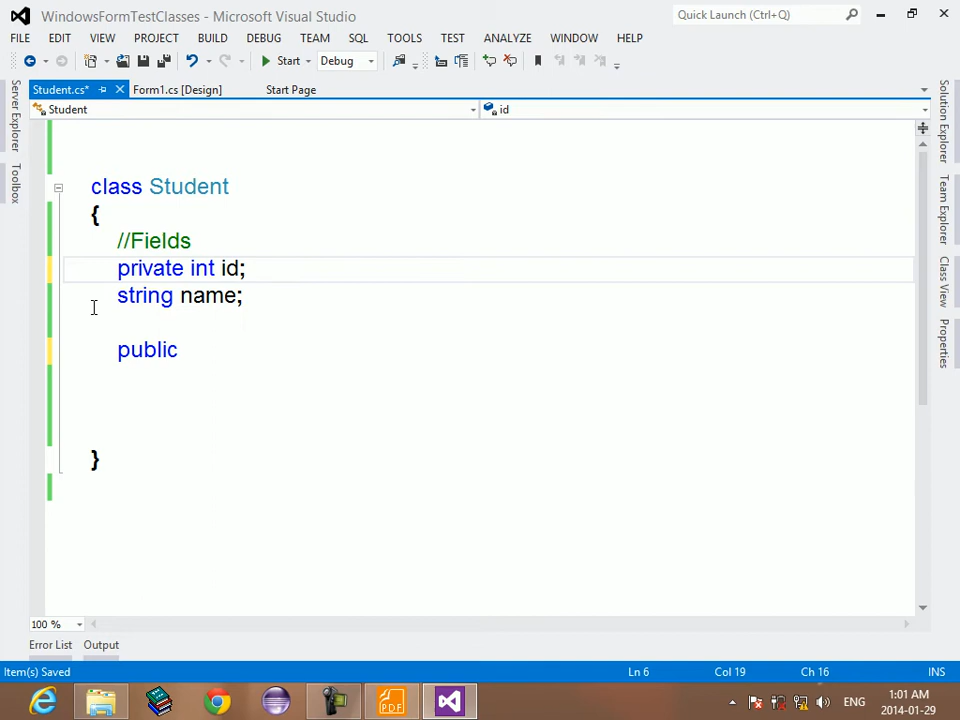 WindowsFormTestClasses - Microsoft Visual Studio
Quick Launch (Ctrl+Q)
FILE EDIT VIEW PROJECT BUILD DEBUG TEAM SQL TOOLS TEST ANALYZE WINDOW HELP
Start Debug
Student.cs* Form1.cs [Design] Start Page
Student id
Server Explorer
Toolbox
class Student
{
//Fields
private int id;
string name;
public
}
Solution Explorer
Team Explorer
Class View
Properties
100 %
Error List Output
Item(s) Saved Ln 6 Col 19 Ch 16 INS
PDF
ENG
1:01 AM
2014-01-29